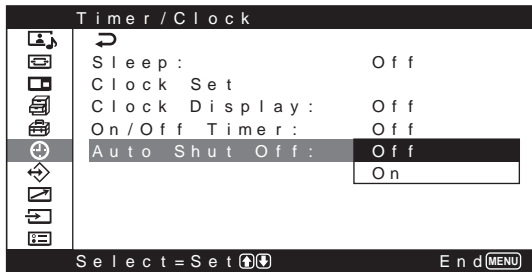 Timer/Clock
Sleep: Off
Clock Set
Clock Display: Off
On/Off Timer: Off
Auto Shut Off: Off
On
Select=Set End MENU